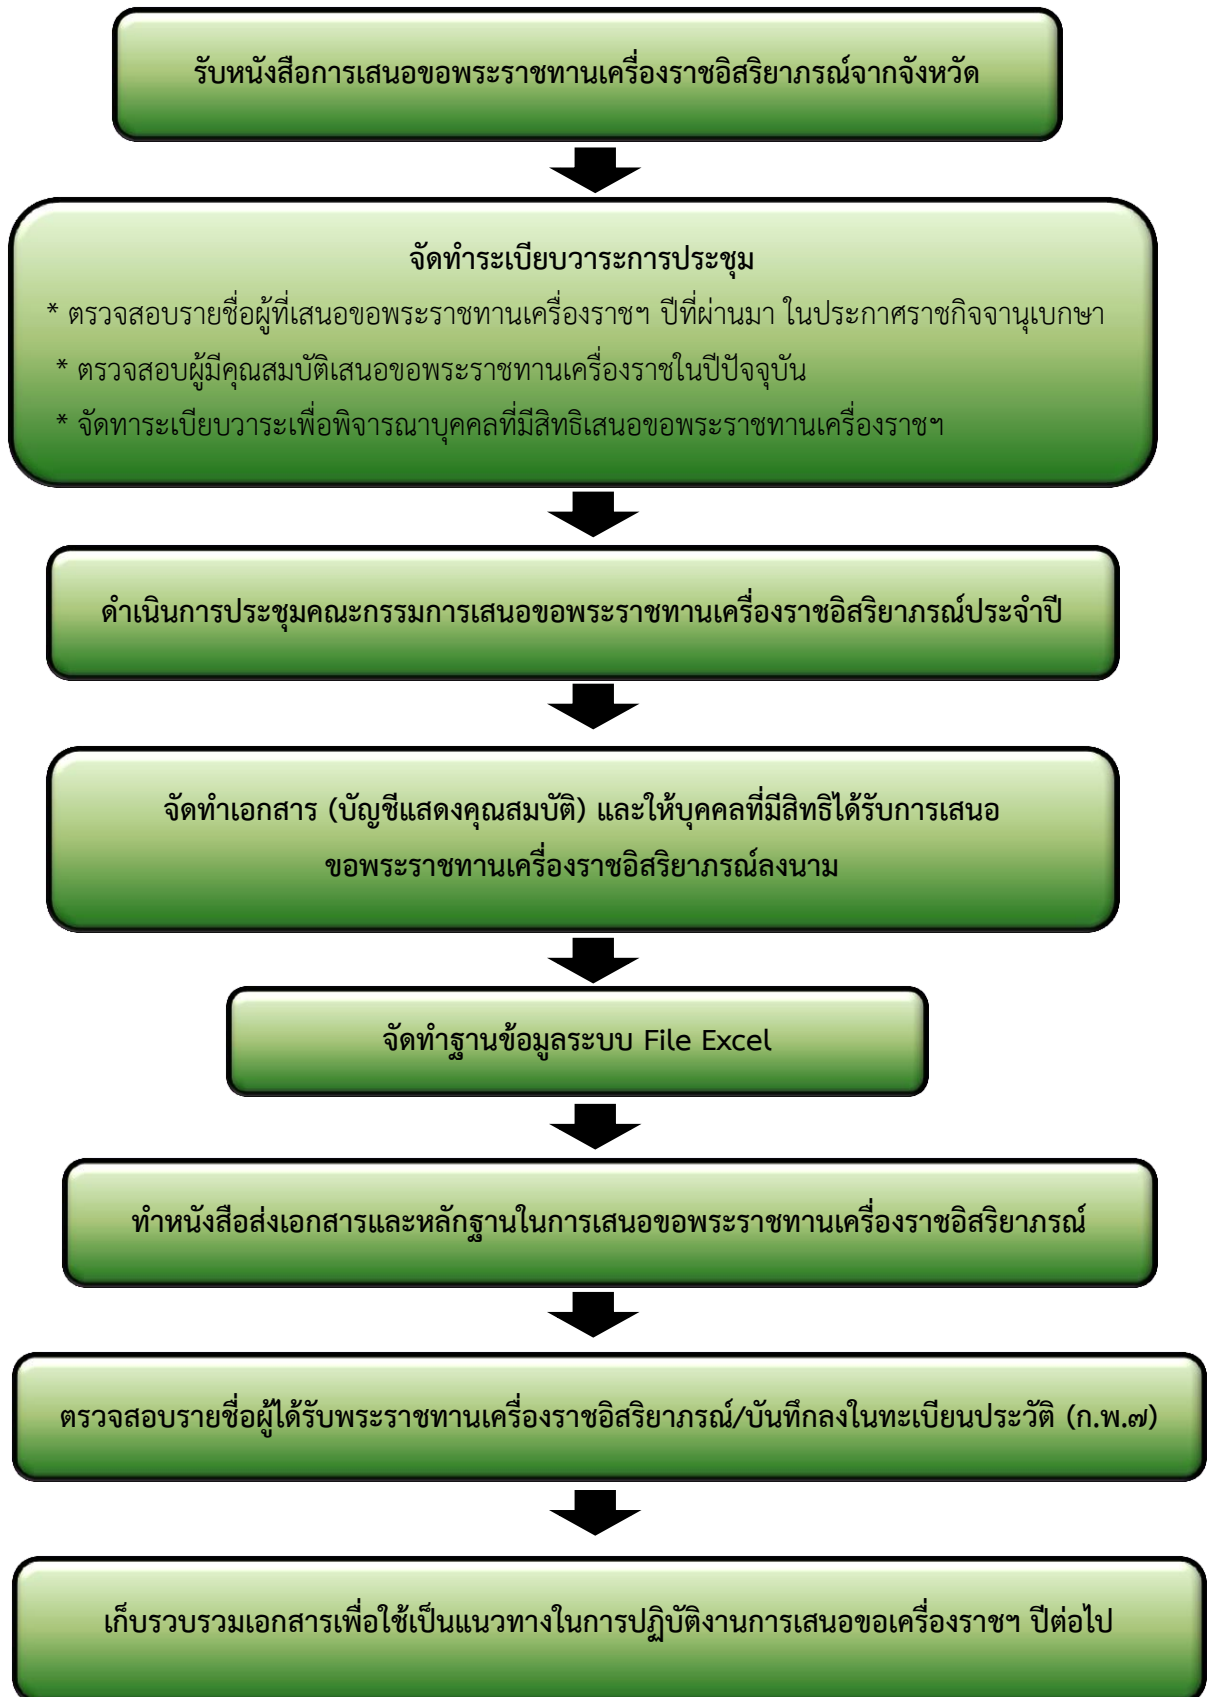 รับหนังสือการเสนอขอพระราชทานเครื่องราชอิสริยาภรณ์จากจังหวัด
จัดทำระเบียบวาระการประชุม
* ตรวจสอบรายชื่อผู้ที่เสนอขอพระราชทานเครื่องราชฯ ปีที่ผ่านมา ในประกาศราชกิจจานุเบกษา
* ตรวจสอบผู้มีคุณสมบัติเสนอขอพระราชทานเครื่องราชในปีปัจจุบัน
* จัดทาระเบียบวาระเพื่อพิจารณาบุคคลที่มีสิทธิเสนอขอพระราชทานเครื่องราชฯ
ดำเนินการประชุมคณะกรรมการเสนอขอพระราชทานเครื่องราชอิสริยาภรณ์ประจำปี
จัดทำเอกสาร (บัญชีแสดงคุณสมบัติ) และให้บุคคลที่มีสิทธิได้รับการเสนอ
ขอพระราชทานเครื่องราชอิสริยาภรณ์ลงนาม
จัดทำฐานข้อมูลระบบ File Excel
ทำหนังสือส่งเอกสารและหลักฐานในการเสนอขอพระราชทานเครื่องราชอิสริยาภรณ์
ตรวจสอบรายชื่อผู้ได้รับพระราชทานเครื่องราชอิสริยาภรณ์/บันทึกลงในทะเบียนประวัติ (ก.พ.๗)
เก็บรวบรวมเอกสารเพื่อใช้เป็นแนวทางในการปฏิบัติงานการเสนอขอเครื่องราชฯ ปีต่อไป